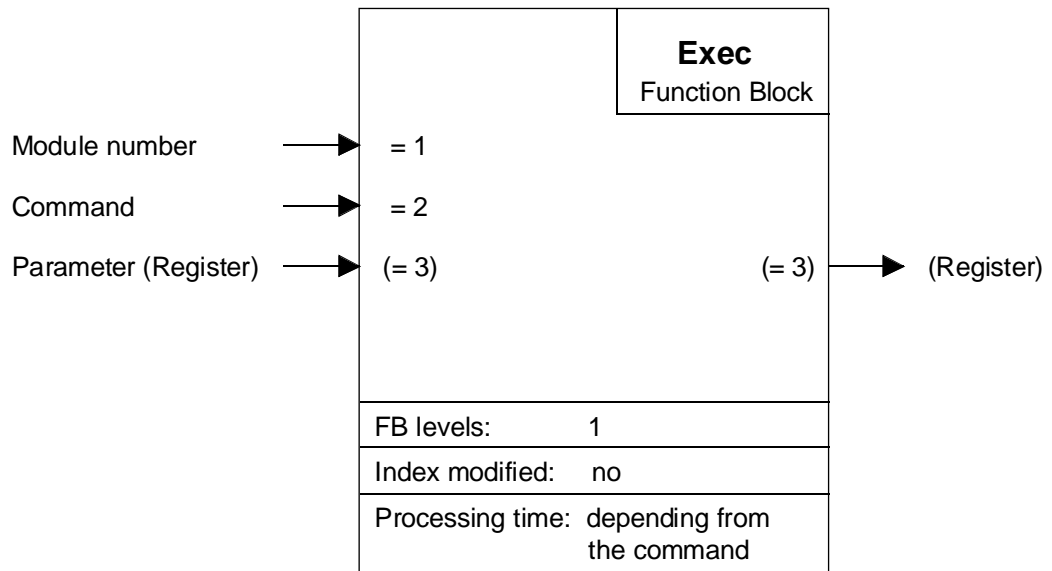 Exec
Function Block
Module number = 1
Command = 2
Parameter (Register) (= 3) (= 3) (Register)
FB levels: 1
Index modified: no
Processing time: depending from
the command